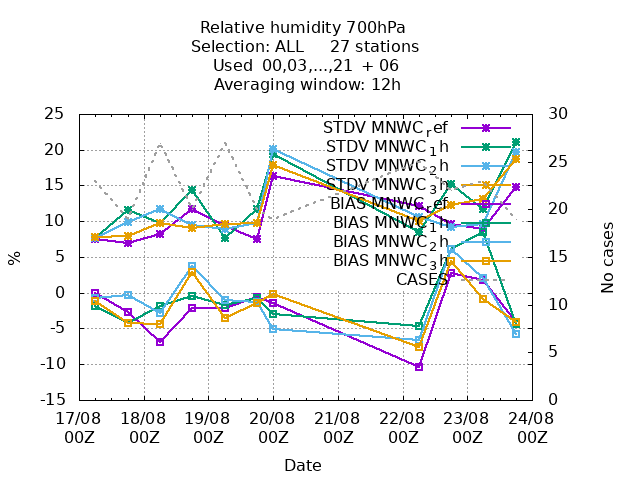 Relative humidity 700hPa
Selection: ALL 27 stations
Used 00,03,...,21 + 06
Averaging window: 12h
25
20
15
10
5
0
-5
-10
-15
%
30
25
20
15
10
5
0
No cases
STDV MNWC_ref
STDV MNWC_1h
STDV MNWC_2h
STDV MNWC_3h
BIAS MNWC_ref
BIAS MNWC_1h
BIAS MNWC_2h
BIAS MNWC_3h
CASES
17/08 18/08 19/08 20/08 21/08 22/08 23/08 24/08
00Z 00Z 00Z 00Z 00Z 00Z 00Z 00Z
Date